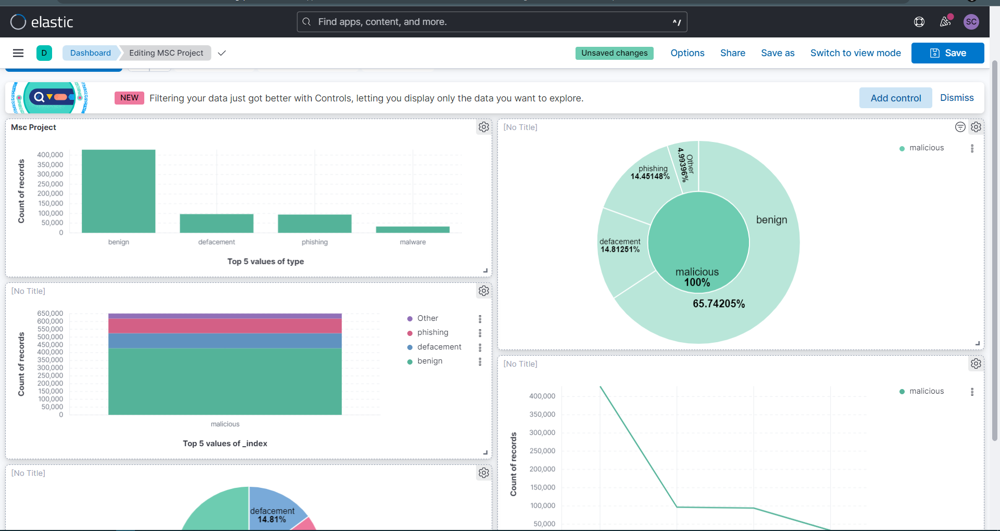 elastic
Find apps, content, and more.
^/
SC
D
Dashboard
Editing MSC Project
Unsaved changes
Options
Share
Save as
Switch to view mode
Save
NEW
Filtering your data just got better with Controls, letting you display only the data you want to explore.
Add control
Dismiss
Msc Project
Count of records
400,000
350,000
300,000
250,000
200,000
150,000
100,000
50,000
0
benign
defacement
phishing
malware
Top 5 values of type
[No Title]
malicious
Other
4.99396%
phishing
14.45148%
defacement
14.81251%
benign
malicious
100%
65.74205%
[No Title]
Count of records
650,000
600,000
550,000
500,000
450,000
400,000
350,000
300,000
250,000
200,000
150,000
100,000
50,000
0
malicious
Top 5 values of _index
Other
phishing
defacement
benign
[No Title]
malicious
Count of records
400,000
350,000
300,000
250,000
200,000
150,000
100,000
50,000
[No Title]
defacement
14.81%